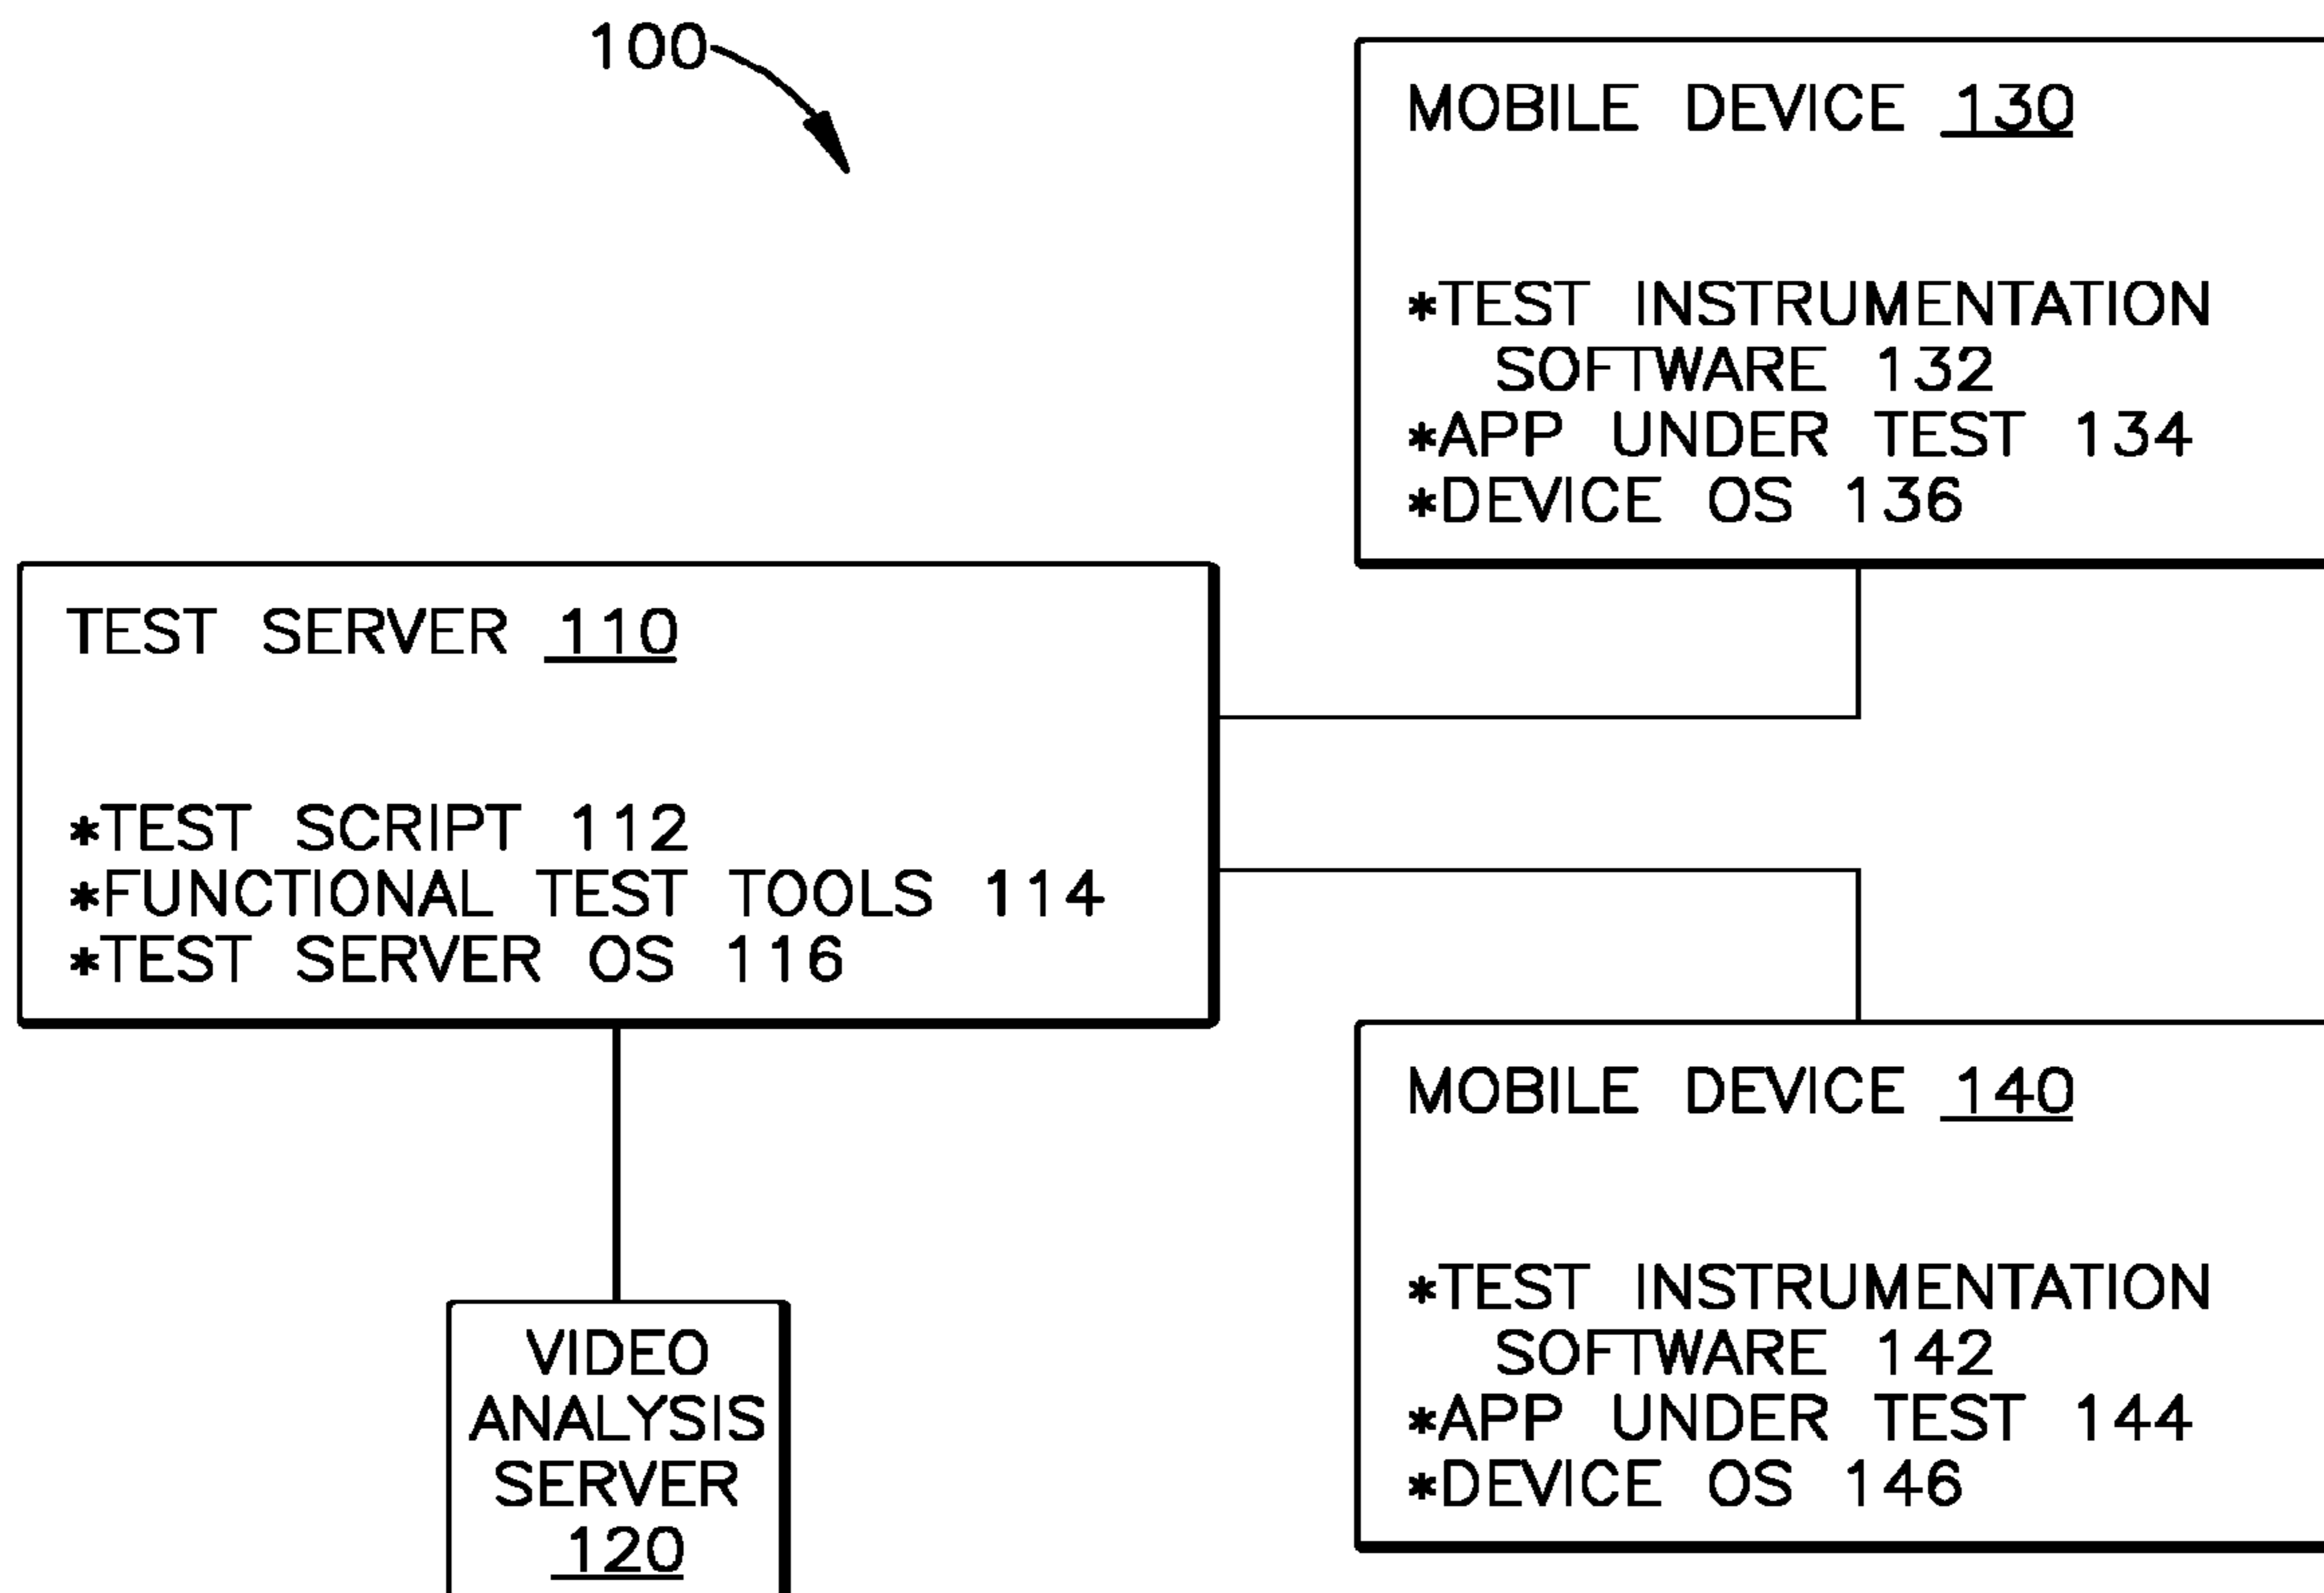 100
MOBILE DEVICE 130
*TEST INSTRUMENTATION
SOFTWARE 132
*APP UNDER TEST 134
*DEVICE OS 136
TEST SERVER 110
*TEST SCRIPT 112
*FUNCTIONAL TEST TOOLS 114
*TEST SERVER OS 116
MOBILE DEVICE 140
*TEST INSTRUMENTATION
SOFTWARE 142
*APP UNDER TEST 144
*DEVICE OS 146
VIDEO
ANALYSIS
SERVER
120